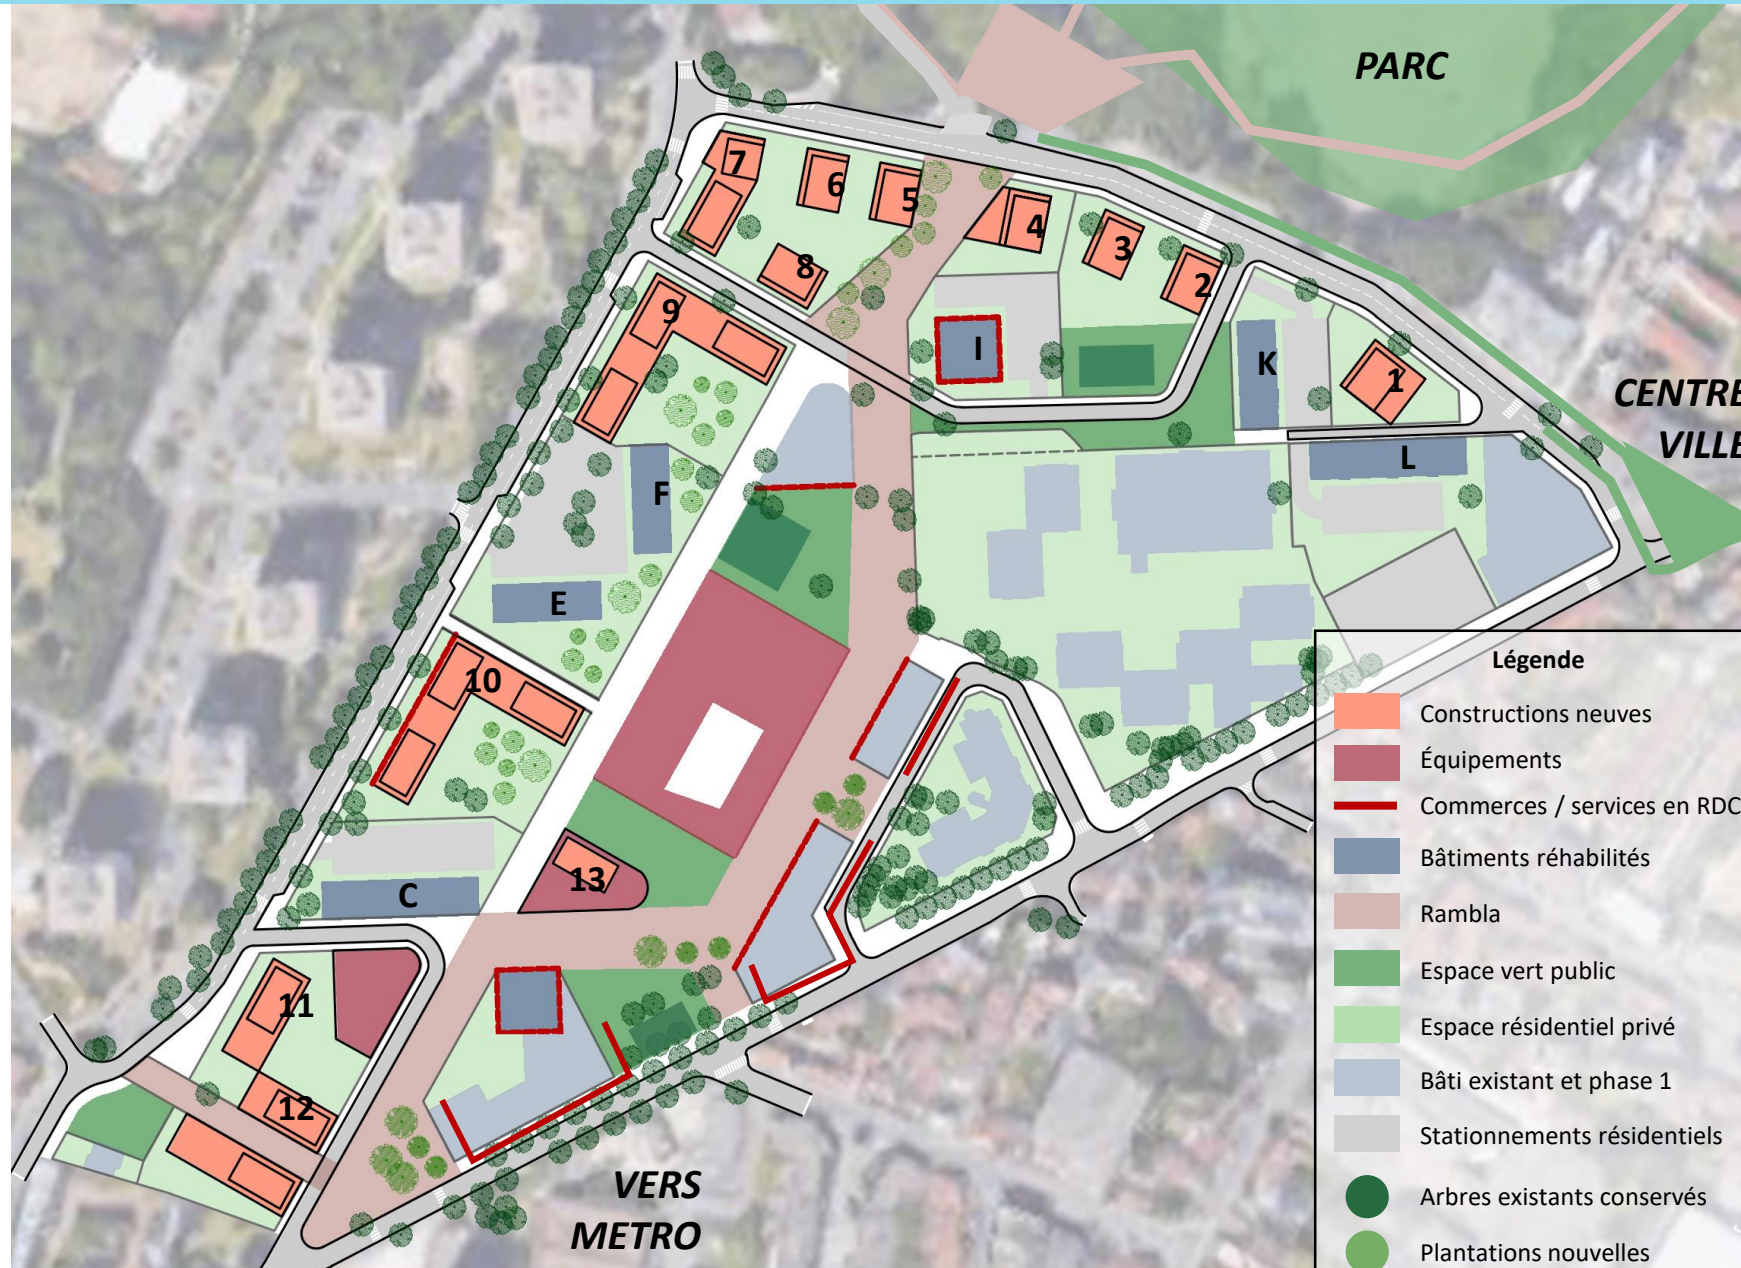 PARC
7
6
5
4
3
2
8
9
I
K
1
CENTRE
VILLE
L
F
E
10
13
C
11
12
VERS
METRO
Légende
Constructions neuves
Équipements
Commerces / services en RDC
Bâtiments réhabilités
Rambla
Espace vert public
Espace résidentiel privé
Bâti existant et phase 1
Stationnements résidentiels
Arbres existants conservés
Plantations nouvelles